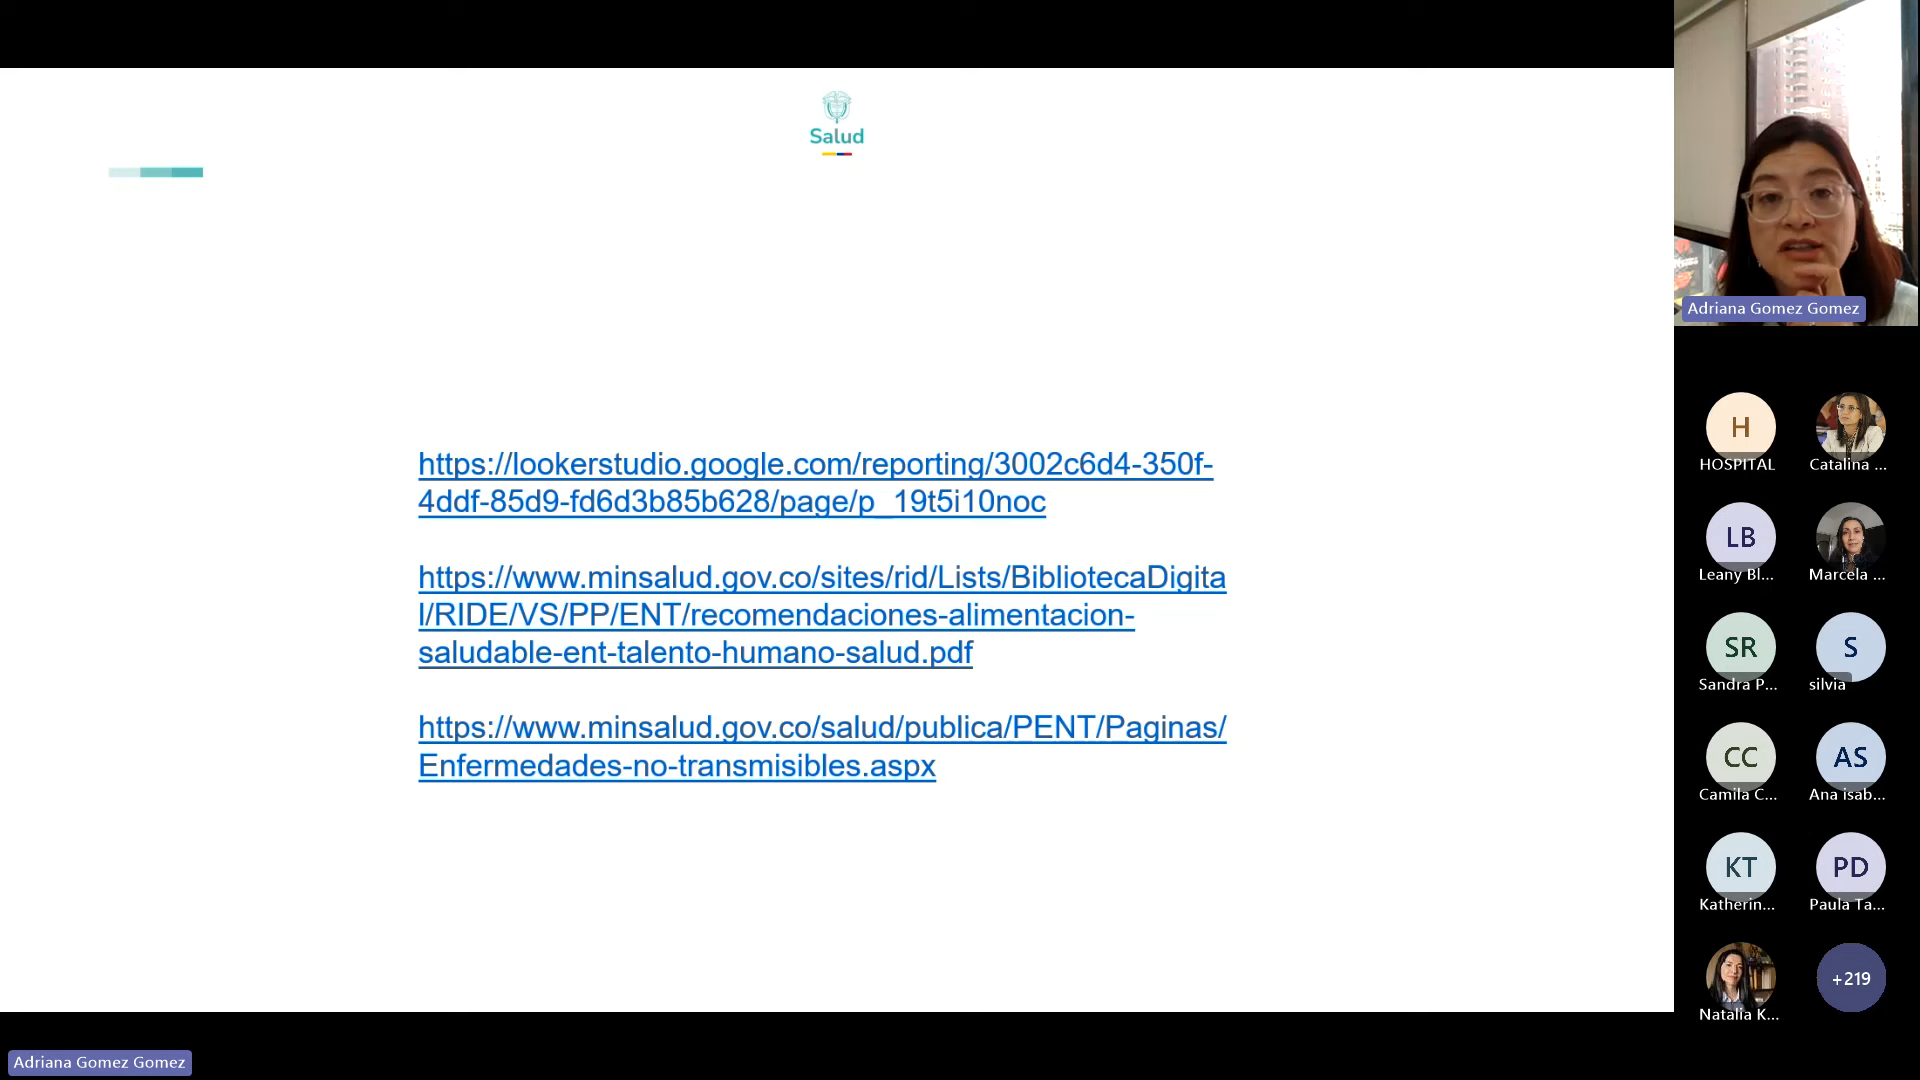 Salud
https://lookerstudio.google.com/reporting/3002c6d4-350f-
4ddf-85d9-fd6d3b85b628/page/p_19t5i10noc
https://www.minsalud.gov.co/sites/rid/Lists/BibliotecaDigita
l/RIDE/VS/PP/ENT/recomendaciones-alimentacion-
saludable-ent-talento-humano-salud.pdf
https://www.minsalud.gov.co/salud/publica/PENT/Paginas/
Enfermedades-no-transmisibles.aspx
Adriana Gomez Gomez
H
HOSPITAL
Catalina ...
LB
Leany Bl...
Marcela ...
SR
Sandra P...
S
silvia
CC
Camila C...
AS
Ana isab...
KT
Katherin...
PD
Paula Ta...
Natalia K...
+219
Adriana Gomez Gomez